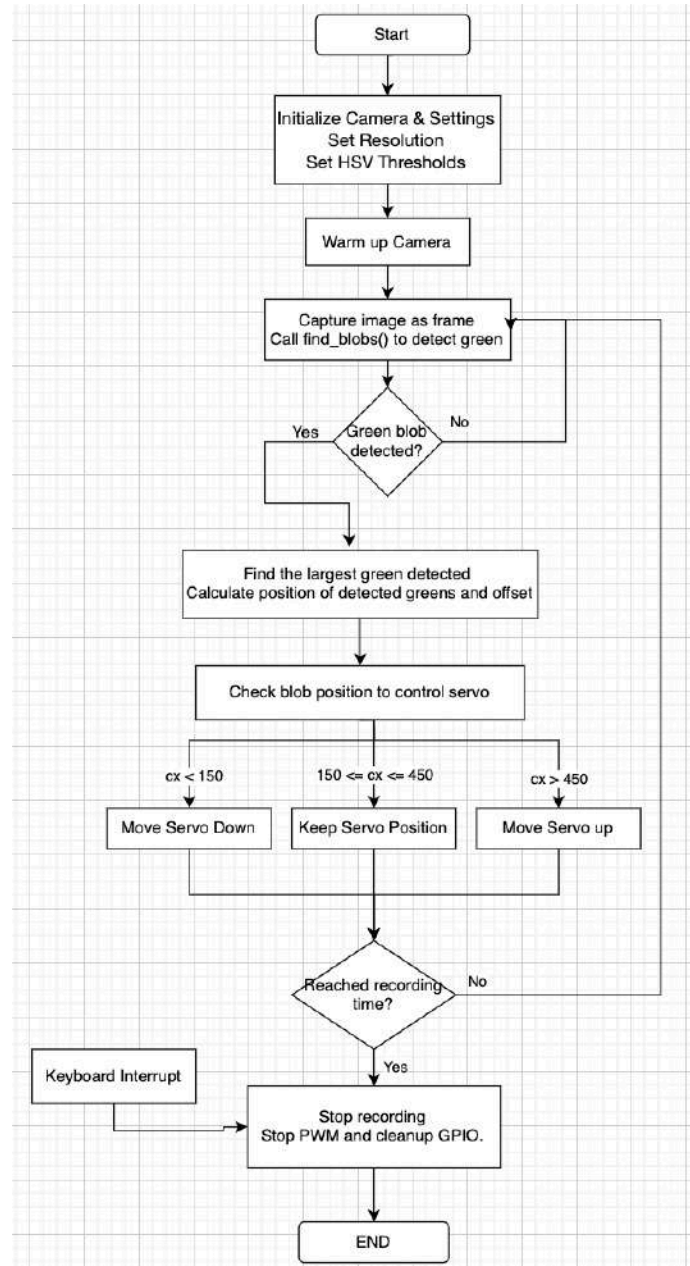 Start
Initialize Camera & Settings
Set Resolution
Set HSV Thresholds
Warm up Camera
Capture image as frame
Call find_blobs() to detect green
Yes
Green blob
detected?
No
Find the largest green detected
Calculate position of detected greens and offset
Check blob position to control servo
cx < 150
150 <= cx <= 450
cx > 450
Move Servo Down
Keep Servo Position
Move Servo up
Reached recording
time?
No
Yes
Keyboard Interrupt
Stop recording
Stop PWM and cleanup GPIO.
END